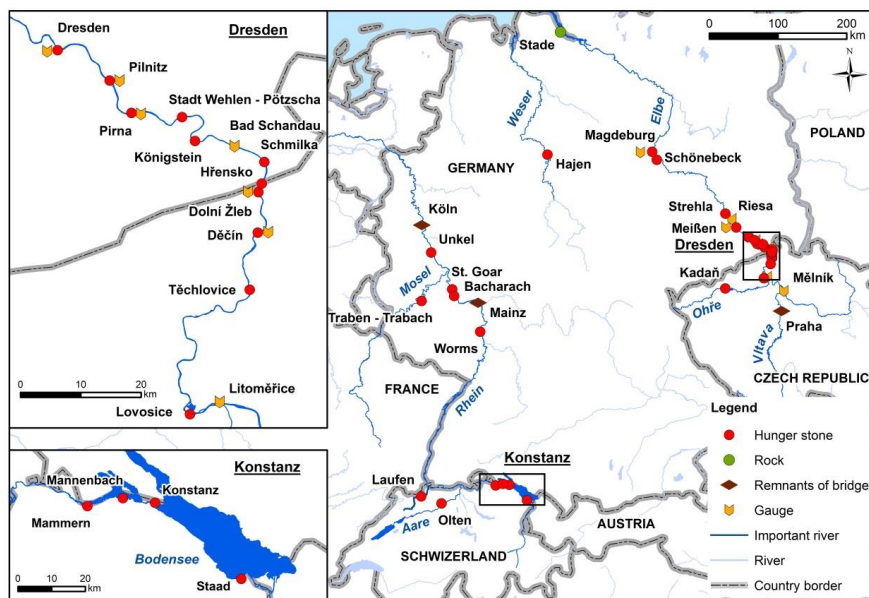 Dresden
Dresden
Pilnitz
Stadt Wehlen - Pötzscha
Pirna
Bad Schandau
Königstein
Schmilka
Hřensko
Dolní Žleb
Děčín
Těchlovice
Litoměřice
Lovosice
0 10 20
km
Konstanz
Mannenbach
Konstanz
Mammern
Bodensee
Staad
0 10 20
km
0 100 200
km
N
Stade
Weser
Elbe
POLAND
Magdeburg
GERMANY
Hajen
Schönebeck
Strehla
Riesa
Meißen
Köln
Dresden
Unkel
Kadaň
Mělník
St. Goar
Mosel
Bacharach
Ohře
Mainz
Traben - Trabach
Praha
Worms
Vltava
FRANCE
CZECH REPUBLIC
Rhein
Konstanz
Laufen
Olten
Aare
AUSTRIA
SCHWIZERLAND
Legend
Hunger stone
Rock
Remnants of bridge
Gauge
Important river
River
Country border